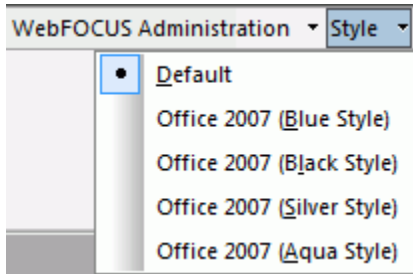 WebFOCUS Administration Style
Default
Office 2007 (Blue Style)
Office 2007 (Black Style)
Office 2007 (Silver Style)
Office 2007 (Aqua Style)